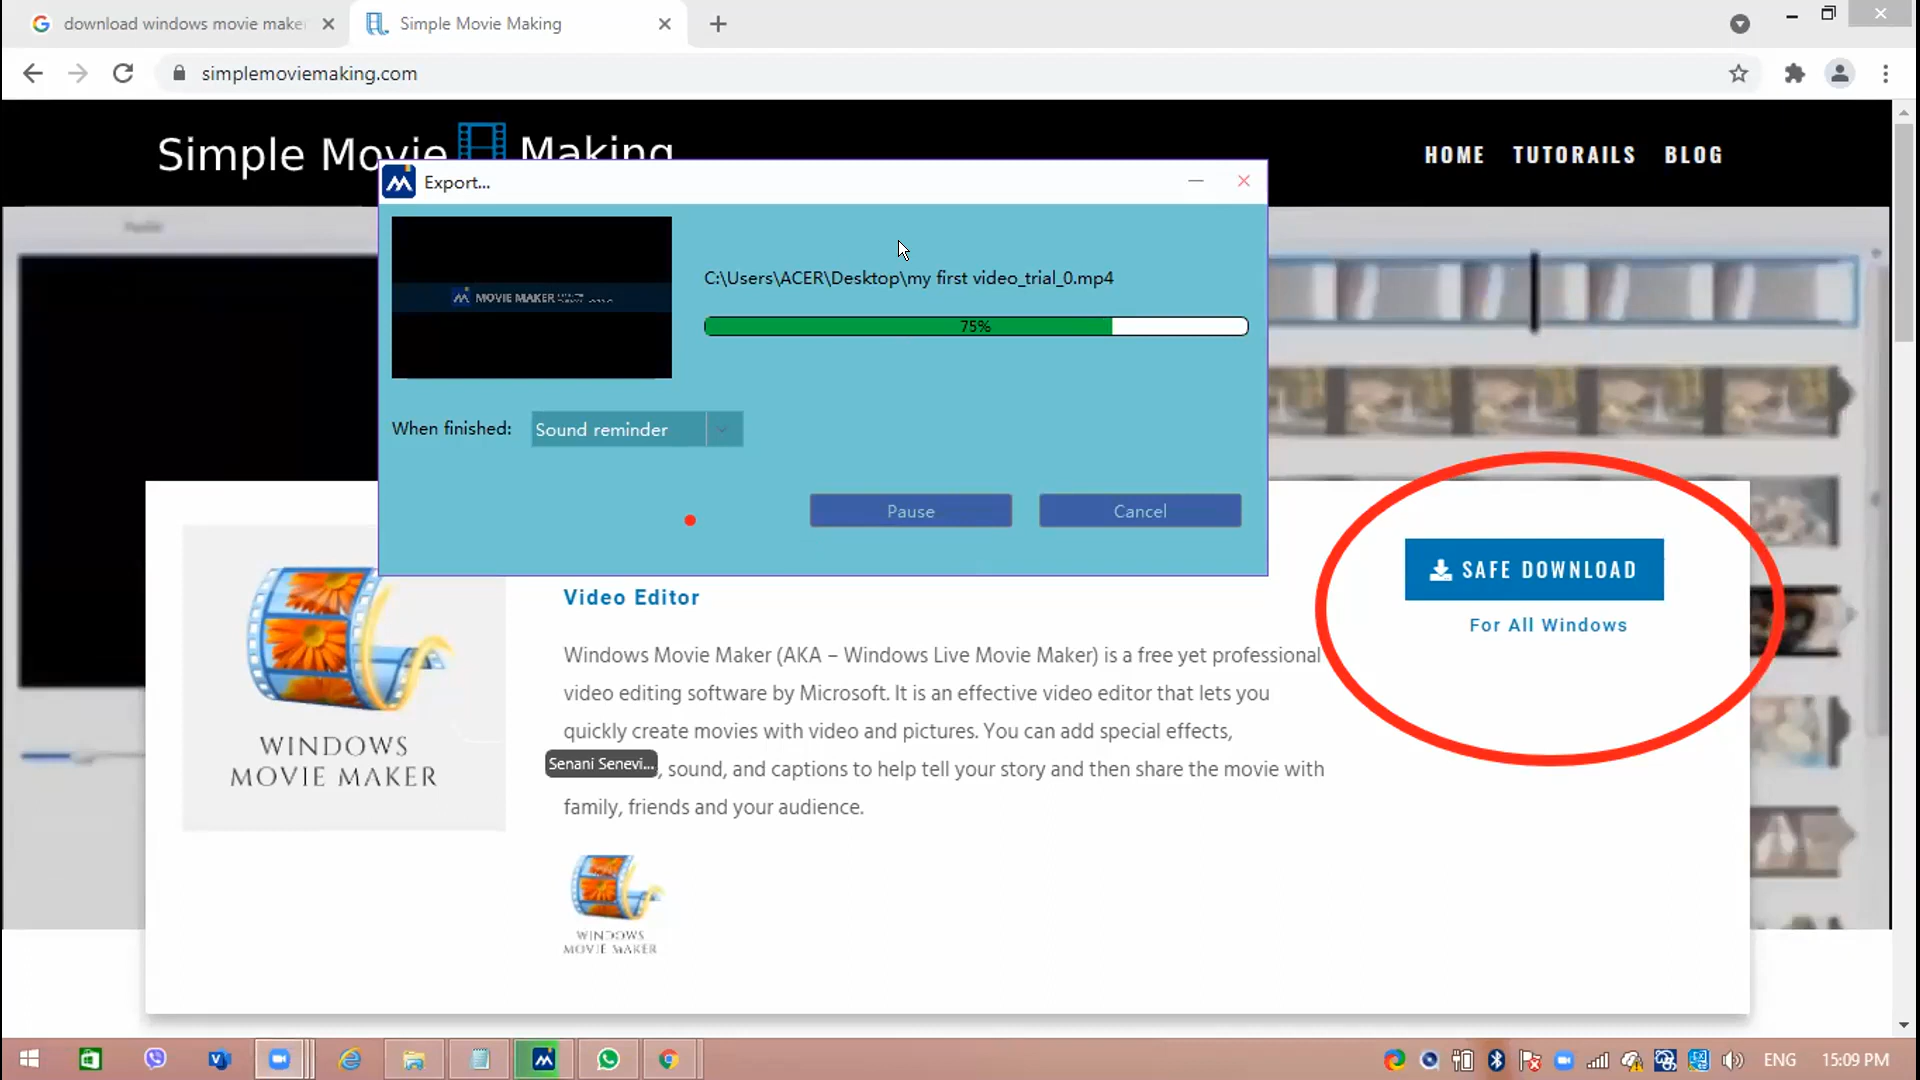 download windows movie maker
Simple Movie Making
simplemoviemaking.com
Simple Movie Making
HOME TUTORAILS BLOG
Export...
MOVIE MAKER
C:\Users\ACER\Desktop\my first video_trial_0.mp4
75%
When finished: Sound reminder
Pause Cancel
SAFE DOWNLOAD
For All Windows
WINDOWS
MOVIE MAKER
Video Editor
Windows Movie Maker (AKA – Windows Live Movie Maker) is a free yet professional
video editing software by Microsoft. It is an effective video editor that lets you
quickly create movies with video and pictures. You can add special effects,
Senani Senevi...
, sound, and captions to help tell your story and then share the movie with
family, friends and your audience.
WINDOWS
MOVIE MAKER
ENG 15:09 PM